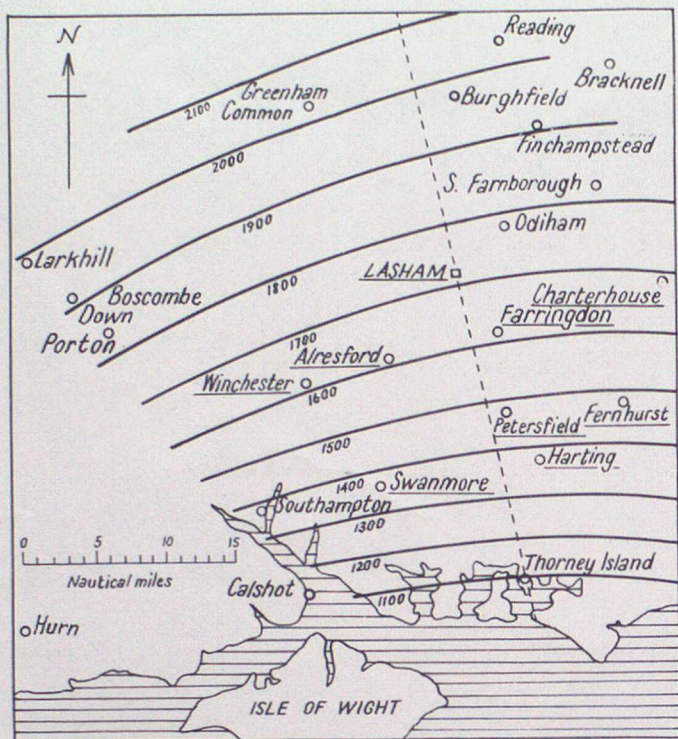 N
Reading
Bracknell
Greenham
Common
Burghfield
2100
Finchampstead
2000
S. Farnborough
1900
Odiham
Larkhill
LASHAM
1800
Boscombe
Down
Charterhouse
Porton
Farringdon
1700
Alresford
Winchester
1600
Petersfield
Fernhurst
1500
Harting
1400
Swanmore
Southampton
1300
0 5 10 15
Nautical miles
1200
Thorney Island
Calshot
1100
Hurn
ISLE OF WIGHT